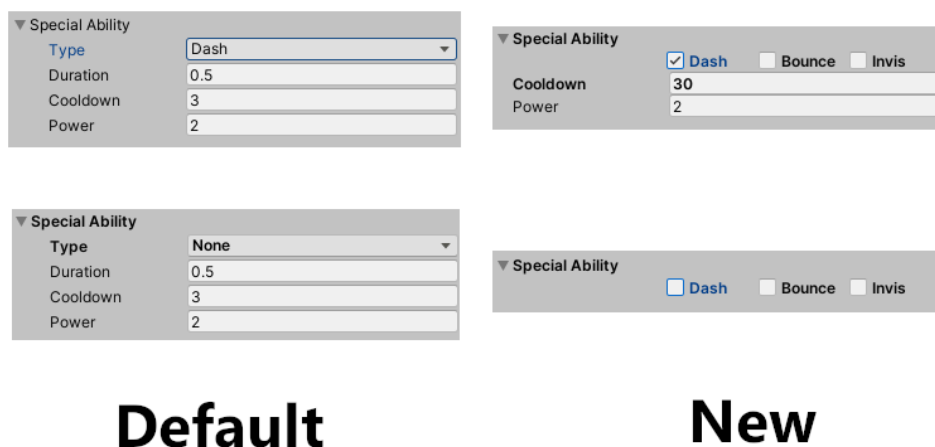 Special Ability
Type Dash
Duration 0.5
Cooldown 3
Power 2
Special Ability
Dash Bounce Invis
Cooldown 30
Power 2
Special Ability
Type None
Duration 0.5
Cooldown 3
Power 2
Special Ability
Dash Bounce Invis
Default
New